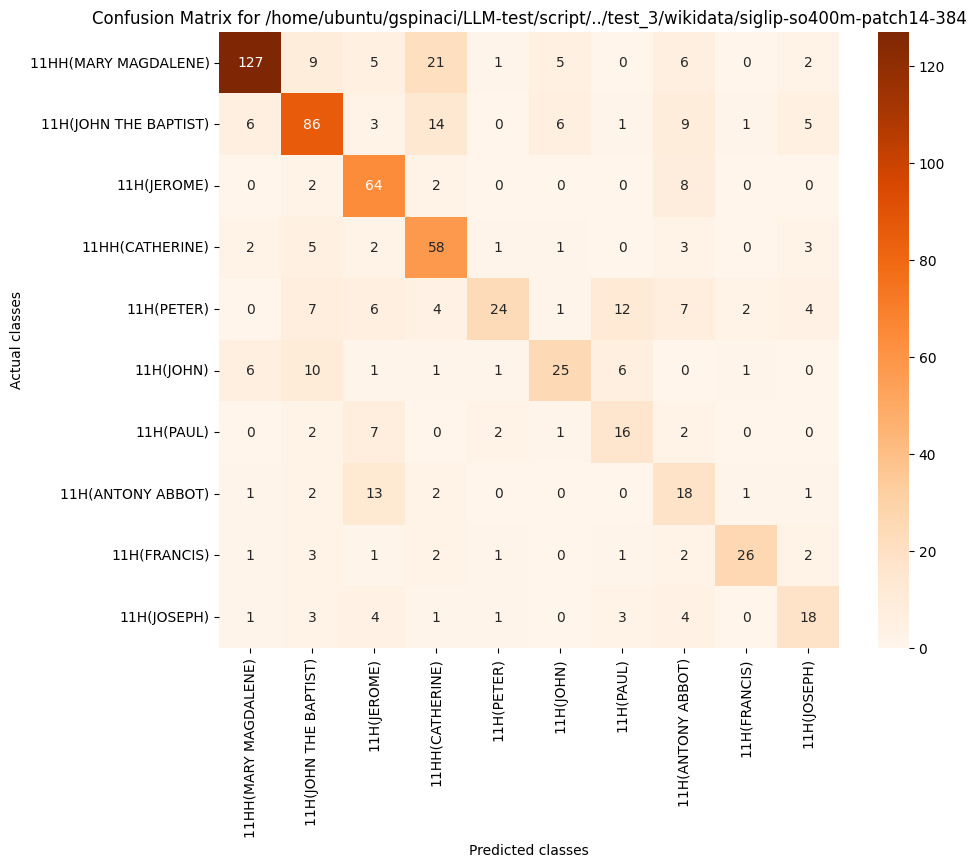 Confusion Matrix for /home/ubuntu/gspinaci/LLM-test/script/../test_3/wikidata/siglip-so400m-patch14-384
11HH(MARY MAGDALENE) 127 9 5 21 1 5 0 6 0 2
11H(JOHN THE BAPTIST) 6 86 3 14 0 6 1 9 1 5
11H(JEROME) 0 2 64 2 0 0 0 8 0 0
11HH(CATHERINE) 2 5 2 58 1 1 0 3 0 3
11H(PETER) 0 7 6 4 24 1 12 7 2 4
11H(JOHN) 6 10 1 1 1 25 6 0 1 0
11H(PAUL) 0 2 7 0 2 1 16 2 0 0
11H(ANTONY ABBOT) 1 2 13 2 0 0 0 18 1 1
11H(FRANCIS) 1 3 1 2 1 0 1 2 26 2
11H(JOSEPH) 1 3 4 1 1 0 3 4 0 18
Actual classes
11HH(MARY MAGDALENE)
11H(JOHN THE BAPTIST)
11H(JEROME)
11HH(CATHERINE)
11H(PETER)
11H(JOHN)
11H(PAUL)
11H(ANTONY ABBOT)
11H(FRANCIS)
11H(JOSEPH)
Predicted classes
120
100
80
60
40
20
0